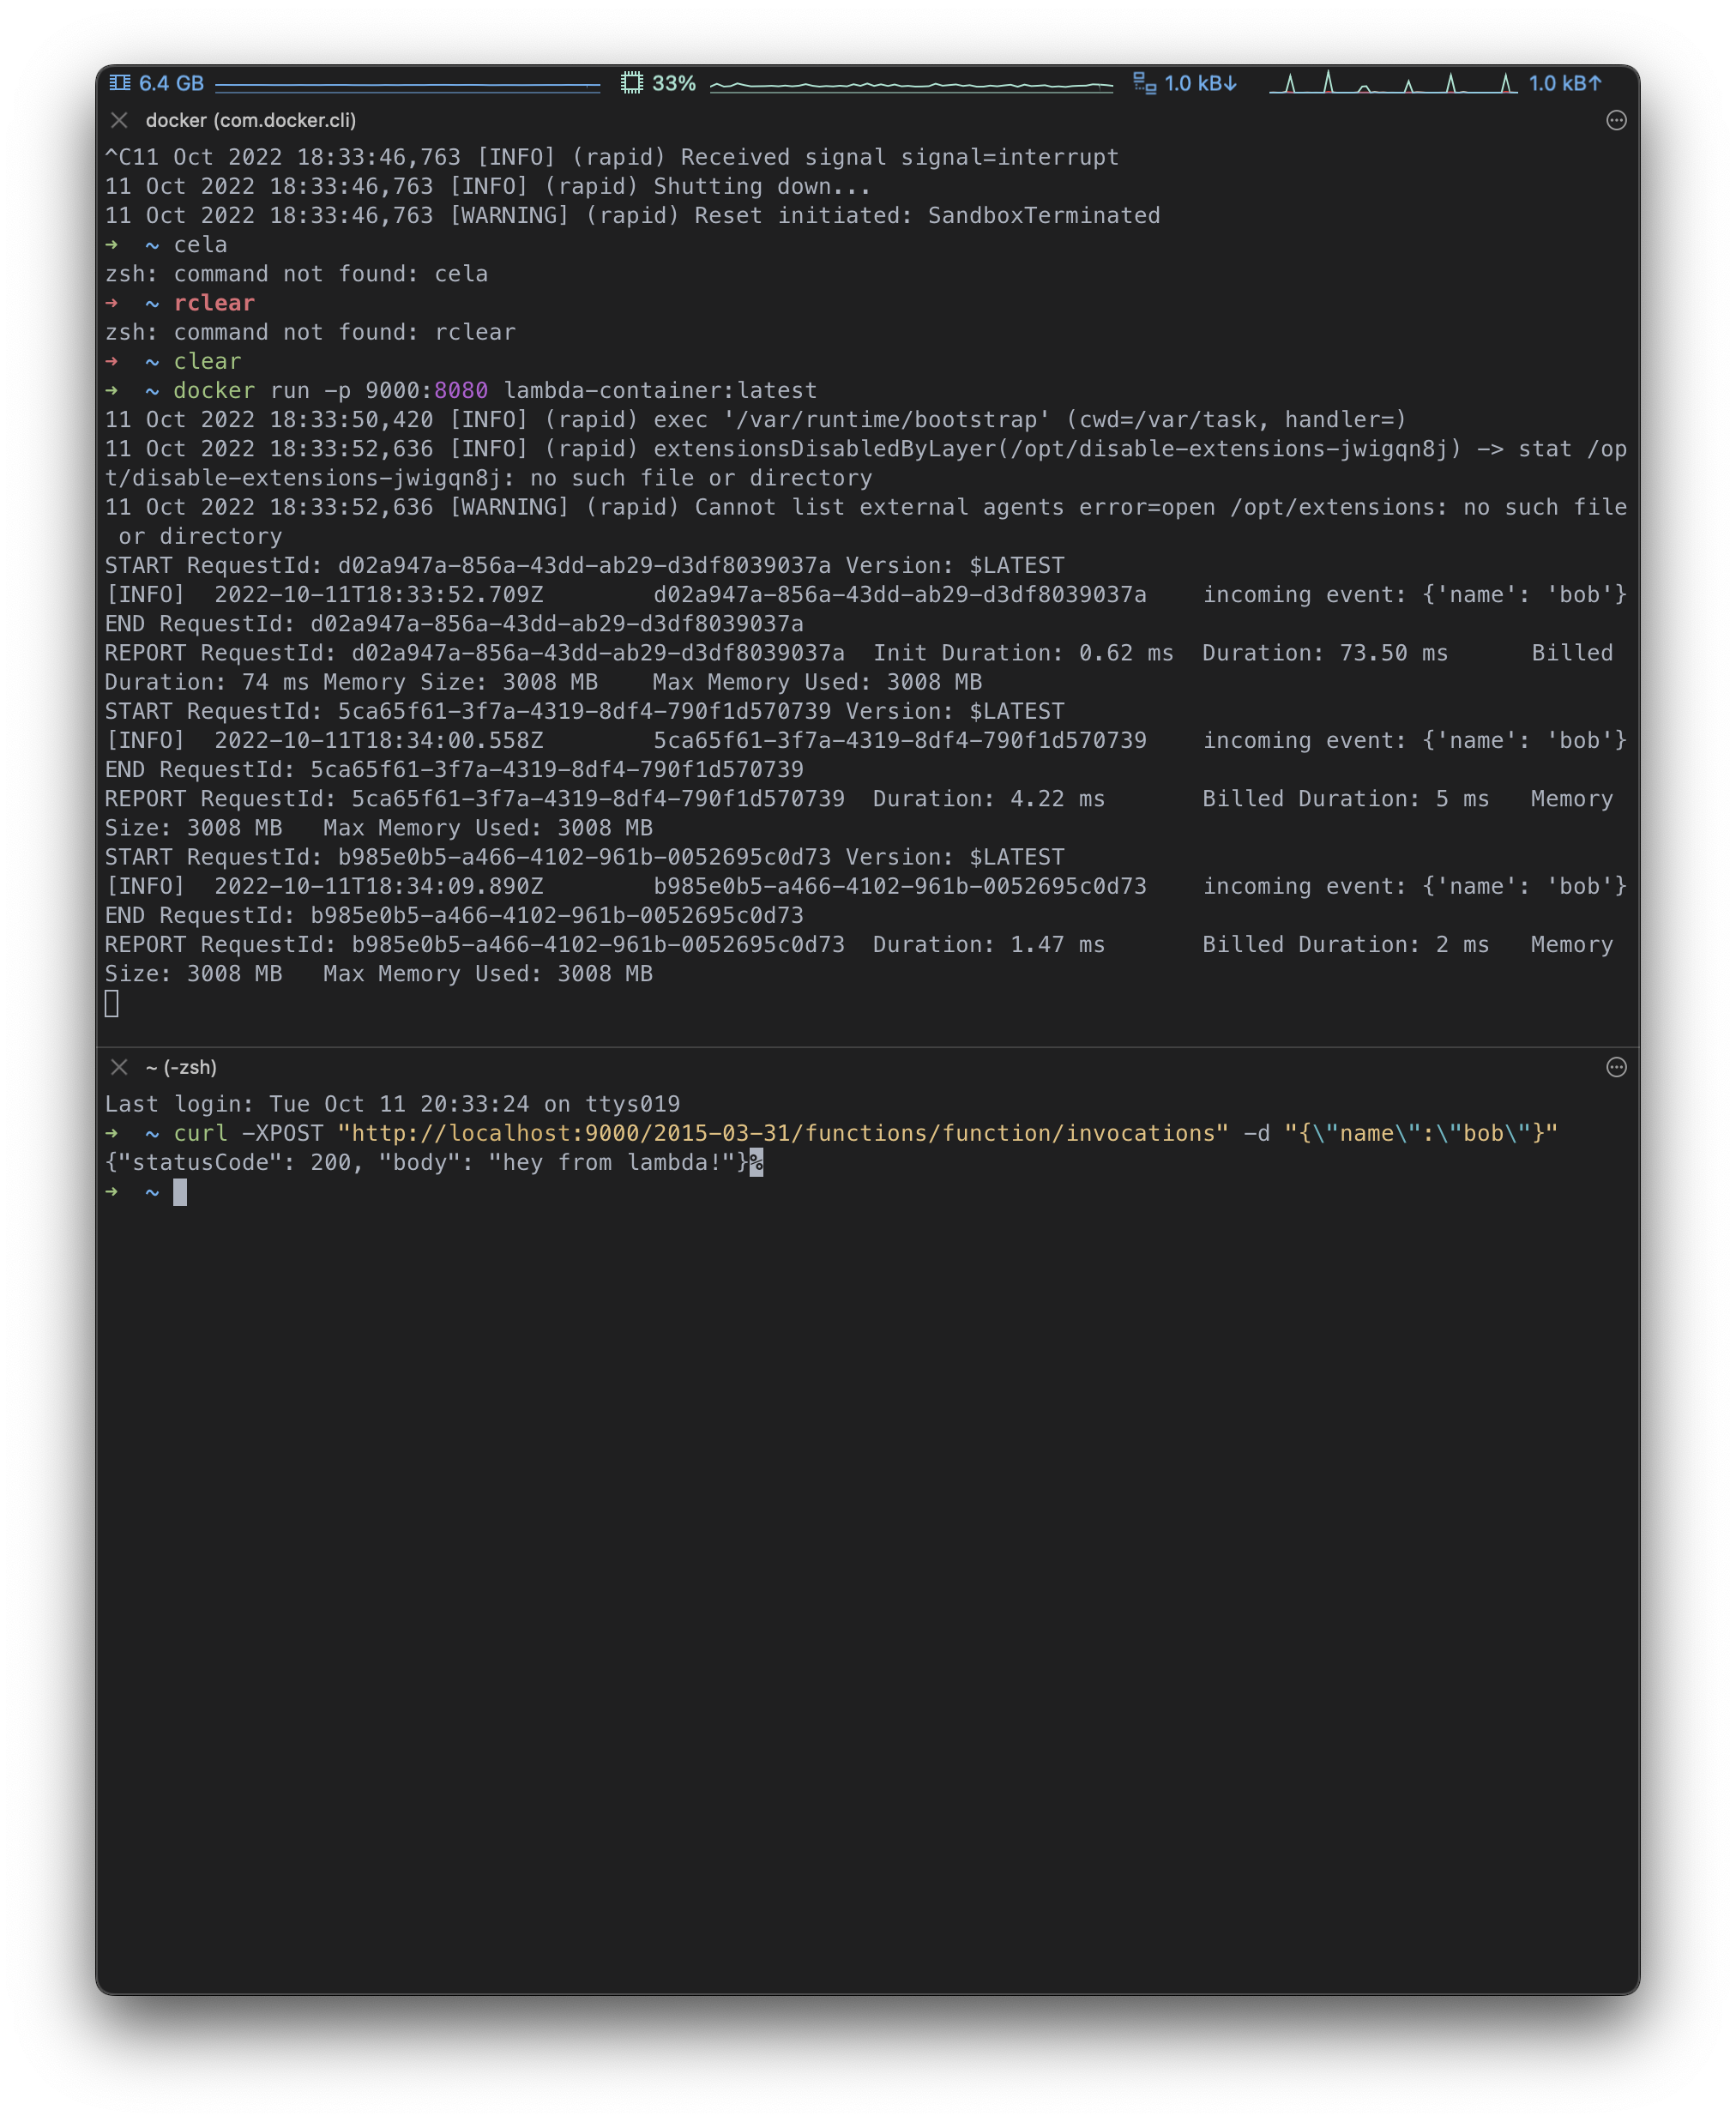 6.4 GB 33% 1.0 kB↓ 1.0 kB↑
docker (com.docker.cli)
^C11 Oct 2022 18:33:46,763 [INFO] (rapid) Received signal signal=interrupt
11 Oct 2022 18:33:46,763 [INFO] (rapid) Shutting down...
11 Oct 2022 18:33:46,763 [WARNING] (rapid) Reset initiated: SandboxTerminated
→ ~ cela
zsh: command not found: cela
→ ~ rclear
zsh: command not found: rclear
→ ~ clear
→ ~ docker run -p 9000:8080 lambda-container:latest
11 Oct 2022 18:33:50,420 [INFO] (rapid) exec '/var/runtime/bootstrap' (cwd=/var/task, handler=)
11 Oct 2022 18:33:52,636 [INFO] (rapid) extensionsDisabledByLayer(/opt/disable-extensions-jwigqn8j) -> stat /op
t/disable-extensions-jwigqn8j: no such file or directory
11 Oct 2022 18:33:52,636 [WARNING] (rapid) Cannot list external agents error=open /opt/extensions: no such file
or directory
START RequestId: d02a947a-856a-43dd-ab29-d3df8039037a Version: $LATEST
[INFO] 2022-10-11T18:33:52.709Z d02a947a-856a-43dd-ab29-d3df8039037a incoming event: {'name': 'bob'}
END RequestId: d02a947a-856a-43dd-ab29-d3df8039037a
REPORT RequestId: d02a947a-856a-43dd-ab29-d3df8039037a Init Duration: 0.62 ms Duration: 73.50 ms Billed
Duration: 74 ms Memory Size: 3008 MB Max Memory Used: 3008 MB
START RequestId: 5ca65f61-3f7a-4319-8df4-790f1d570739 Version: $LATEST
[INFO] 2022-10-11T18:34:00.558Z 5ca65f61-3f7a-4319-8df4-790f1d570739 incoming event: {'name': 'bob'}
END RequestId: 5ca65f61-3f7a-4319-8df4-790f1d570739
REPORT RequestId: 5ca65f61-3f7a-4319-8df4-790f1d570739 Duration: 4.22 ms Billed Duration: 5 ms Memory
Size: 3008 MB Max Memory Used: 3008 MB
START RequestId: b985e0b5-a466-4102-961b-0052695c0d73 Version: $LATEST
[INFO] 2022-10-11T18:34:09.890Z b985e0b5-a466-4102-961b-0052695c0d73 incoming event: {'name': 'bob'}
END RequestId: b985e0b5-a466-4102-961b-0052695c0d73
REPORT RequestId: b985e0b5-a466-4102-961b-0052695c0d73 Duration: 1.47 ms Billed Duration: 2 ms Memory
Size: 3008 MB Max Memory Used: 3008 MB
~ (-zsh)
Last login: Tue Oct 11 20:33:24 on ttys019
→ ~ curl -XPOST "http://localhost:9000/2015-03-31/functions/function/invocations" -d "{\"name\":\"bob\"}"
{"statusCode": 200, "body": "hey from lambda!"}%
→ ~